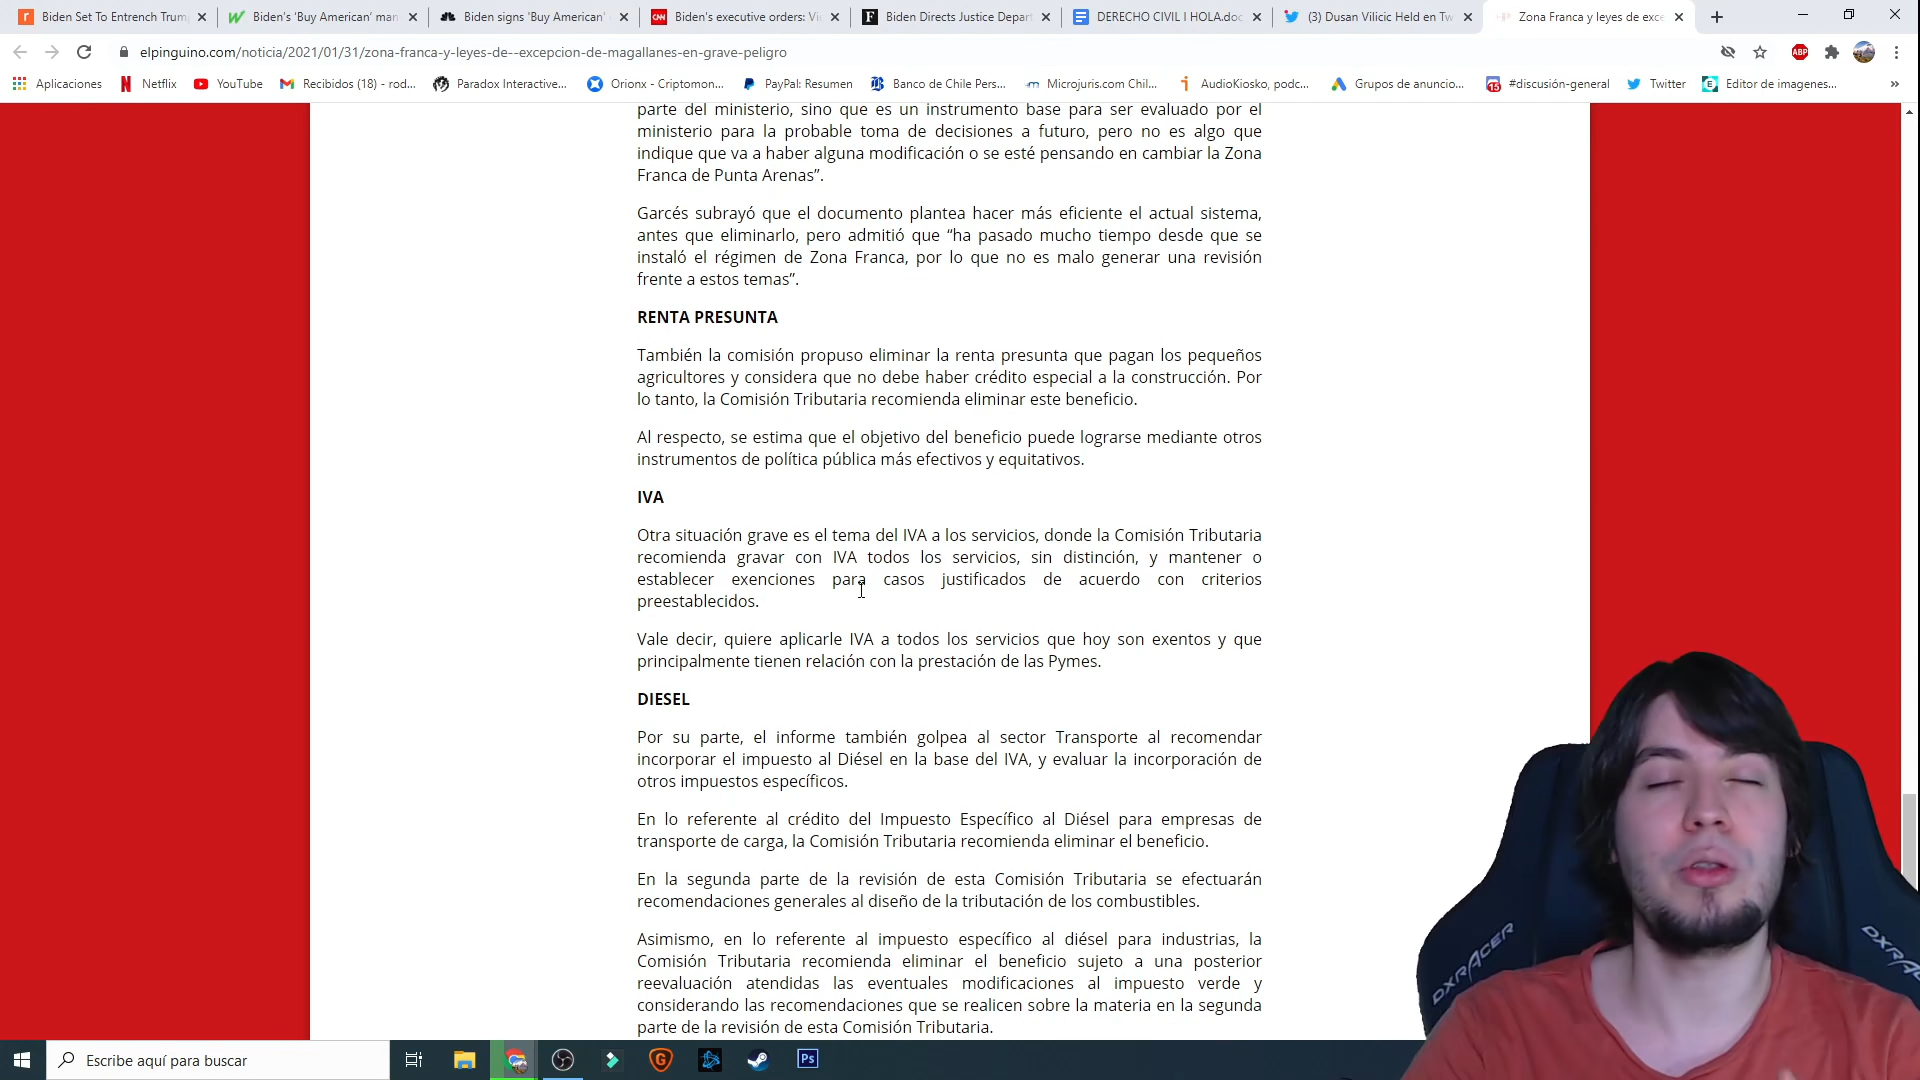 Biden Set To Entrench Trum
Biden's 'Buy American' man
Biden signs 'Buy American'
Biden's executive orders: Vi
Biden Directs Justice Depar
DERECHO CIVIL I HOLA.doc
(3) Dusan Vilicic Held en Tw
Zona Franca y leyes de exce
elpinguino.com/noticia/2021/01/31/zona-franca-y-leyes-de--excepcion-de-magallanes-en-grave-peligro
ABP
Aplicaciones
Netflix
YouTube
Recibidos (18) - rod...
Paradox Interactive...
Orionx - Criptomon...
PayPal: Resumen
Banco de Chile Pers...
Microjuris.com Chil...
AudioKiosko, podc...
Grupos de anuncio...
15
#discusión-general
Twitter
Editor de imagenes...
parte del ministerio, sino que es un instrumento base para ser evaluado por el
ministerio para la probable toma de decisiones a futuro, pero no es algo que
indique que va a haber alguna modificación o se esté pensando en cambiar la Zona
Franca de Punta Arenas”.
Garcés subrayó que el documento plantea hacer más eficiente el actual sistema,
antes que eliminarlo, pero admitió que “ha pasado mucho tiempo desde que se
instaló el régimen de Zona Franca, por lo que no es malo generar una revisión
frente a estos temas”.
RENTA PRESUNTA
También la comisión propuso eliminar la renta presunta que pagan los pequeños
agricultores y considera que no debe haber crédito especial a la construcción. Por
lo tanto, la Comisión Tributaria recomienda eliminar este beneficio.
Al respecto, se estima que el objetivo del beneficio puede lograrse mediante otros
instrumentos de política pública más efectivos y equitativos.
IVA
Otra situación grave es el tema del IVA a los servicios, donde la Comisión Tributaria
recomienda gravar con IVA todos los servicios, sin distinción, y mantener o
establecer exenciones para casos justificados de acuerdo con criterios
preestablecidos.
Vale decir, quiere aplicarle IVA a todos los servicios que hoy son exentos y que
principalmente tienen relación con la prestación de las Pymes.
DIESEL
Por su parte, el informe también golpea al sector Transporte al recomendar
incorporar el impuesto al Diésel en la base del IVA, y evaluar la incorporación de
otros impuestos específicos.
En lo referente al crédito del Impuesto Específico al Diésel para empresas de
transporte de carga, la Comisión Tributaria recomienda eliminar el beneficio.
En la segunda parte de la revisión de esta Comisión Tributaria se efectuarán
recomendaciones generales al diseño de la tributación de los combustibles.
Asimismo, en lo referente al impuesto específico al diésel para industrias, la
Comisión Tributaria recomienda eliminar el beneficio sujeto a una posterior
reevaluación atendidas las eventuales modificaciones al impuesto verde y
considerando las recomendaciones que se realicen sobre la materia en la segunda
parte de la revisión de esta Comisión Tributaria.
DXRACER
DXRAC
Escribe aquí para buscar
Ps